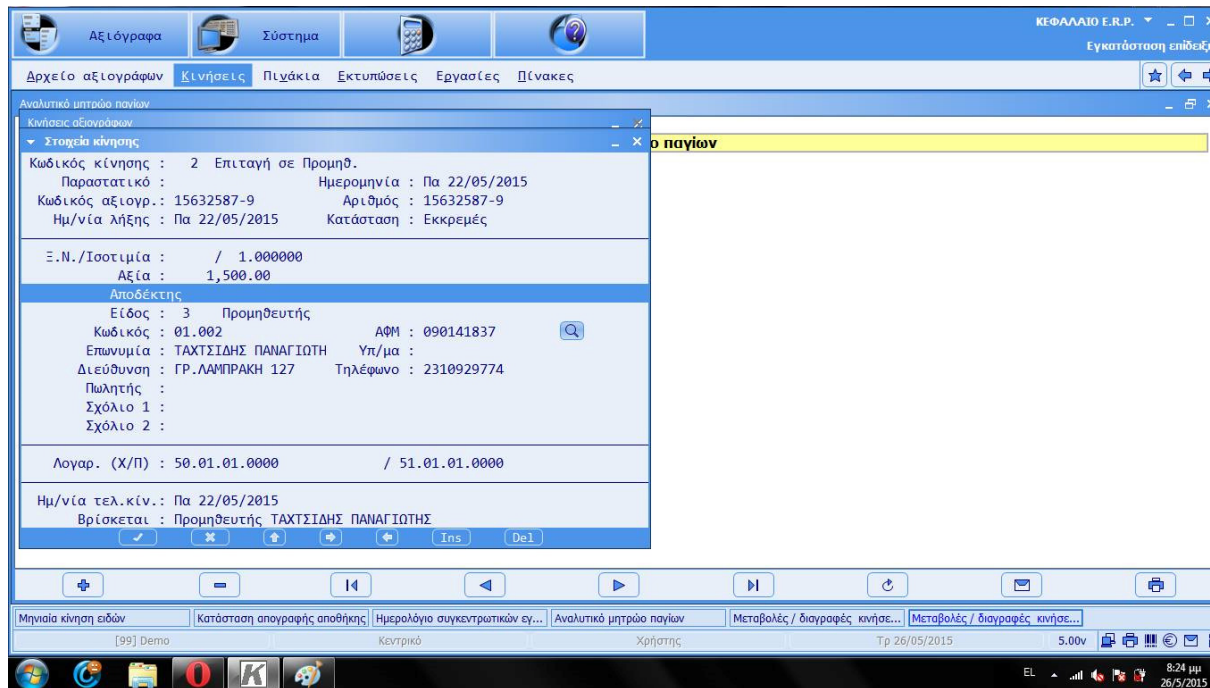 Αξιόγραφα Σύστημα
ΚΕΦΑΛΑΙΟ E.R.P.
Εγκατάσταση επίδειξ
Αρχείο αξιογράφων Κινήσεις Πινάκια Εκτυπώσεις Εργασίες Πίνακες
Αναλυτικό μητρώο παγίων
Κινήσεις αξιογράφων
Στοιχεία κίνησης
ο παγίων
Κωδικός κίνησης : 2 Επιταγή σε Προμηθ.
Παραστατικό : Ημερομηνία : Πα 22/05/2015
Κωδικός αξιογρ.: 15632587-9 Αριθμός : 15632587-9
Ημ/νία λήξης : Πα 22/05/2015 Κατάσταση : Εκκρεμές
Ξ.Ν./Ισοτιμία : / 1.000000
Αξία : 1,500.00
Αποδέκτης
Είδος : 3 Προμηθευτής
Κωδικός : 01.002 ΑΦΜ : 090141837
Επωνυμία : ΤΑΧΤΣΙΔΗΣ ΠΑΝΑΓΙΩΤΗ Υπ/μα :
Διεύθυνση : ΓΡ.ΛΑΜΠΡΑΚΗ 127 Τηλέφωνο : 2310929774
Πωλητής :
Σχόλιο 1 :
Σχόλιο 2 :
Λογαρ. (Χ/Π) : 50.01.01.0000 / 51.01.01.0000
Ημ/νία τελ.κίν.: Πα 22/05/2015
Βρίσκεται : Προμηθευτής ΤΑΧΤΣΙΔΗΣ ΠΑΝΑΓΙΩΤΗΣ
Ins Del
Μηνιαία κίνηση ειδών Κατάσταση απογραφής αποθήκης Ημερολόγιο συγκεντρωτικών εγ... Αναλυτικό μητρώο παγίων Μεταβολές / διαγραφές κινήσε... Μεταβολές / διαγραφές κινήσε...
[99] Demo Κεντρικό Χρήστης Τρ 26/05/2015 5.00v
EL 8:24 μμ
26/5/2015